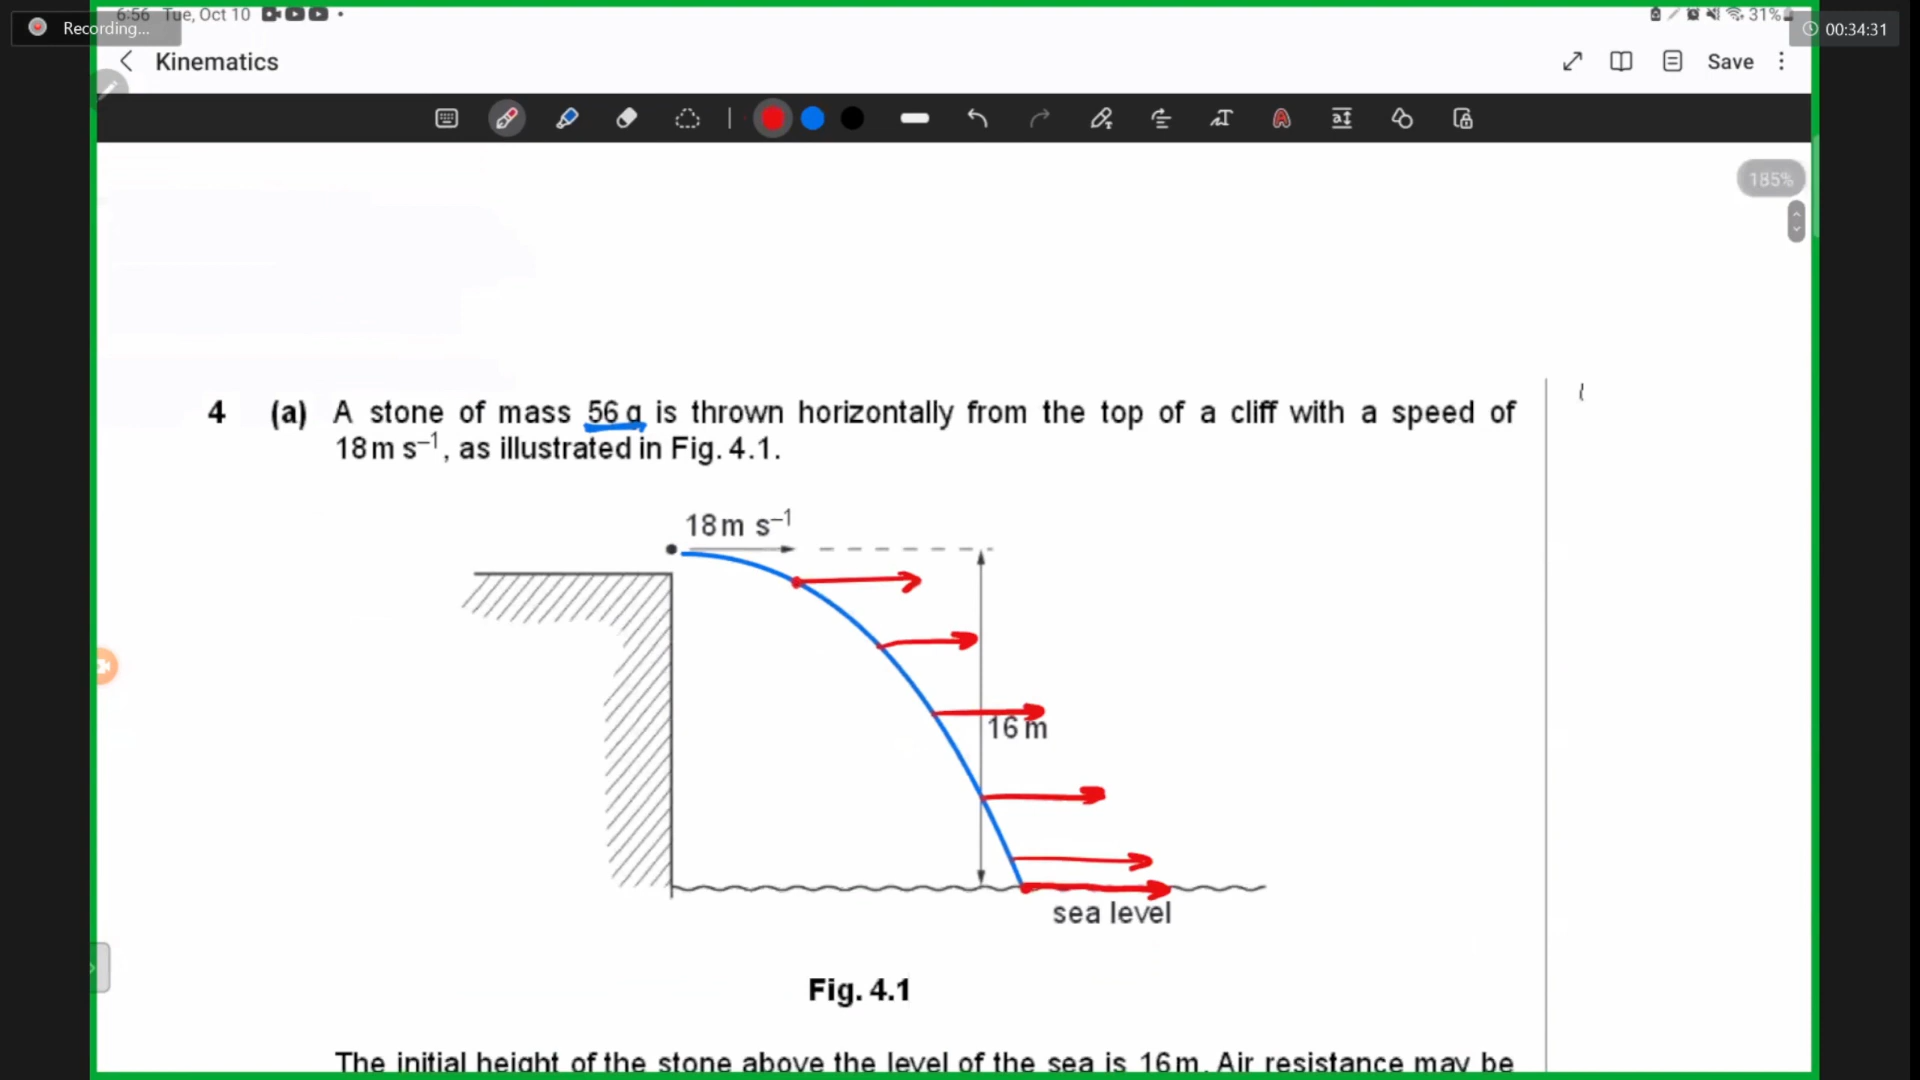 6:56 Tue, Oct 10
31%
Recording...
00:34:31
Kinematics
Save
185%
4 (a) A stone of mass 56 g is thrown horizontally from the top of a cliff with a speed of
18 m s⁻¹, as illustrated in Fig. 4.1.
18 m s⁻¹
16 m
sea level
Fig. 4.1
The initial height of the stone above the level of the sea is 16 m. Air resistance may be